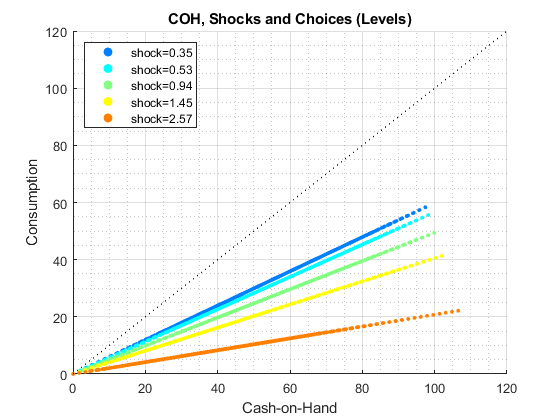 COH, Shocks and Choices (Levels)
120
100
80
60
40
20
0
Consumption
shock=0.35
shock=0.53
shock=0.94
shock=1.45
shock=2.57
0 20 40 60 80 100 120
Cash-on-Hand